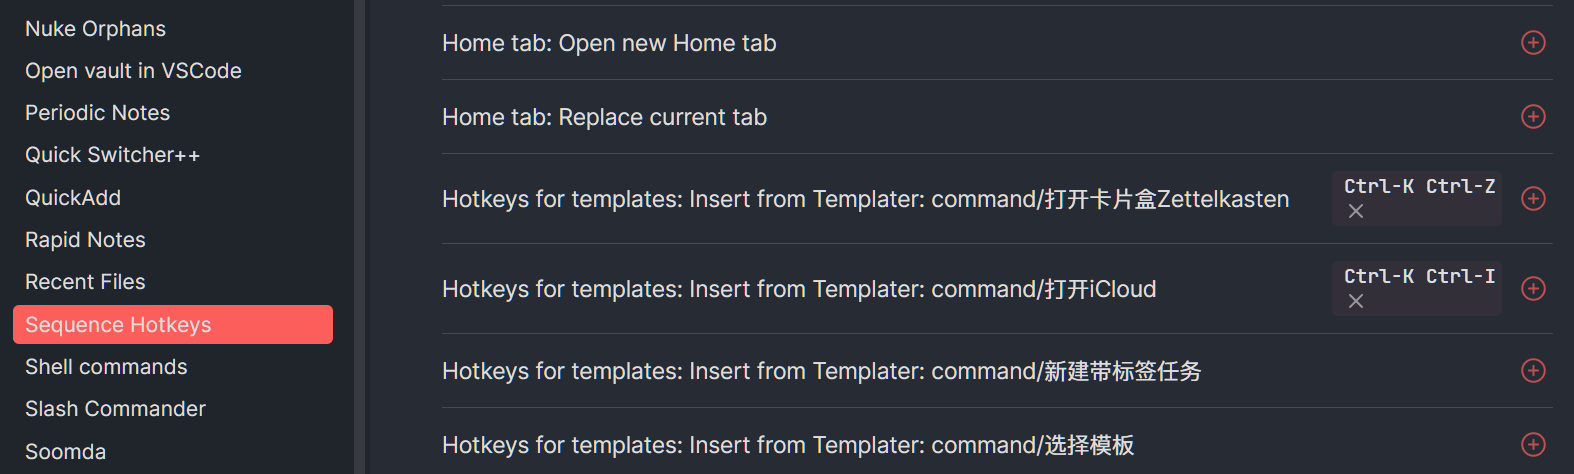 Nuke Orphans
Open vault in VSCode
Periodic Notes
Quick Switcher++
QuickAdd
Rapid Notes
Recent Files
Sequence Hotkeys
Shell commands
Slash Commander
Soomda
Home tab: Open new Home tab
Home tab: Replace current tab
Hotkeys for templates: Insert from Templater: command/打开卡片盒Zettelkasten
Ctrl-K Ctrl-Z
Hotkeys for templates: Insert from Templater: command/打开iCloud
Ctrl-K Ctrl-I
Hotkeys for templates: Insert from Templater: command/新建带标签任务
Hotkeys for templates: Insert from Templater: command/选择模板